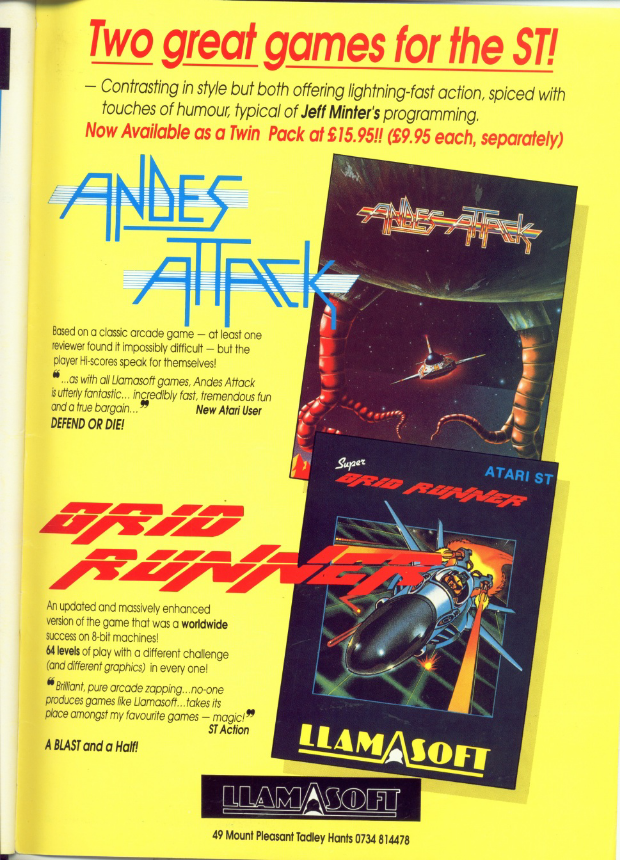 Two great games for the ST!
— Contrasting in style but both offering lightning-fast action, spiced with
touches of humour, typical of Jeff Minter's programming.
Now Available as a Twin Pack at £15.95!! (£9.95 each, separately)
ANDES
ATTACK
Based on a classic arcade game — at least one
reviewer found it impossibly difficult — but the
player Hi-scores speak for themselves!
❝...as with all Llamasoft games, Andes Attack
is utterly fantastic... incredibly fast, tremendous fun
and a true bargain...❞ New Atari User
DEFEND OR DIE!
ANDES ATTACK
GRID
RUNNER
An updated and massively enhanced
version of the game that was a worldwide
success on 8-bit machines!
64 levels of play with a different challenge
(and different graphics) in every one!
❝Brilliant, pure arcade zapping...no-one
produces games like Llamasoft...takes its
place amongst my favourite games — magic!❞
ST Action
A BLAST and a Half!
Super
GRID RUNNER
ATARI ST
LLAMASOFT
LLAMASOFT
49 Mount Pleasant Tadley Hants 0734 814478